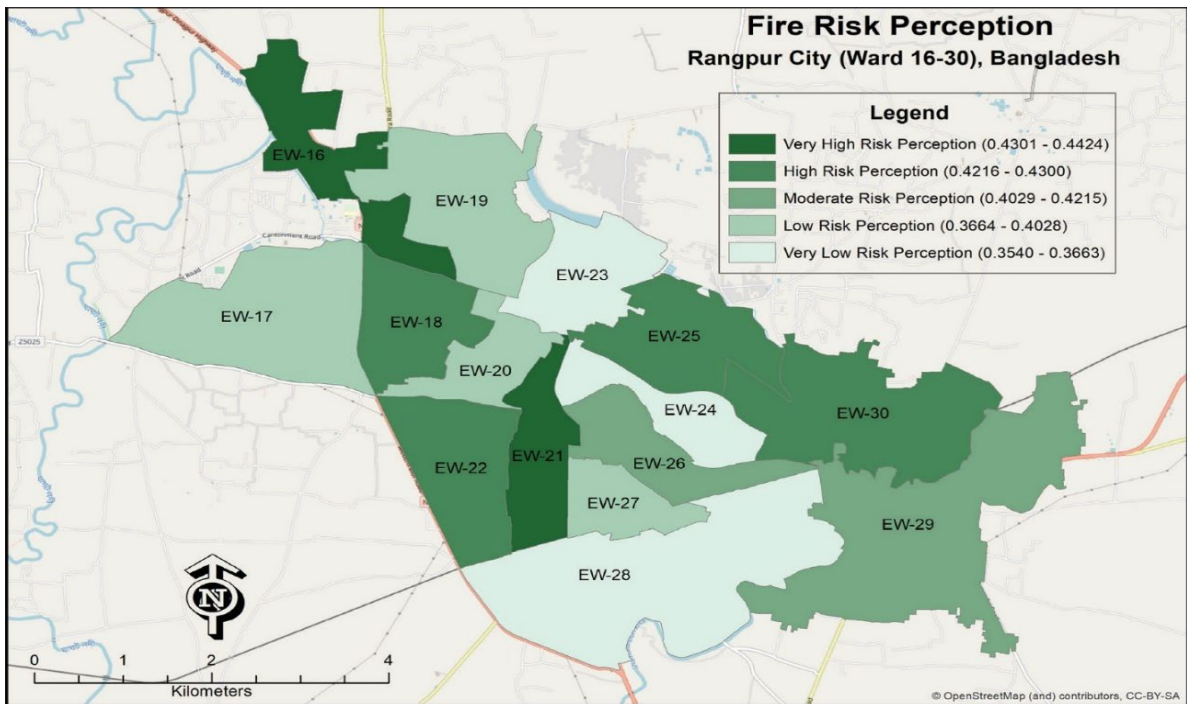 Fire Risk Perception
Rangpur City (Ward 16-30), Bangladesh
Legend
Very High Risk Perception (0.4301 - 0.4424)
High Risk Perception (0.4216 - 0.4300)
Moderate Risk Perception (0.4029 - 0.4215)
Low Risk Perception (0.3664 - 0.4028)
Very Low Risk Perception (0.3540 - 0.3663)
EW-16
EW-19
Cantonment Road
Road
EW-23
EW-17
EW-18
EW-25
Z5025
EW-20
EW-24
EW-30
EW-22
EW-21
EW-26
EW-27
EW-29
EW-28
N
0 1 2 4
Kilometers
© OpenStreetMap (and) contributors, CC-BY-SA